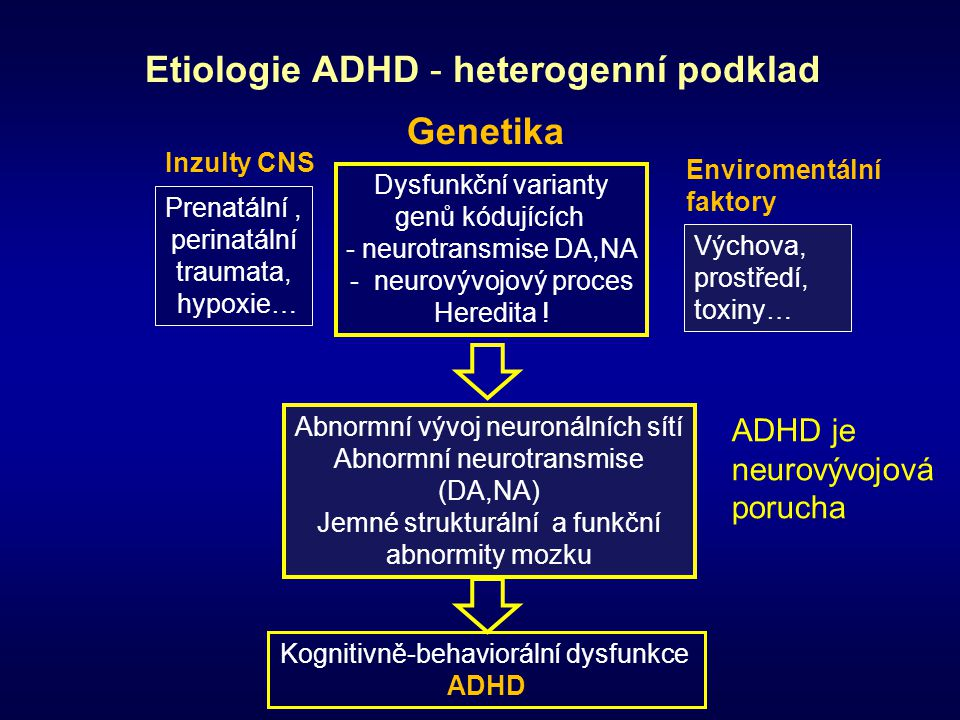 Etiologie ADHD - heterogenní podklad
Genetika
Inzulty CNS
Prenatální ,
perinatální
traumata,
hypoxie…
Dysfunkční varianty
genů kódujících
- neurotransmise DA,NA
- neurovývojový proces
Heredita !
Enviromentální
faktory
Výchova,
prostředí,
toxiny…
Abnormní vývoj neuronálních sítí
Abnormní neurotransmise
(DA,NA)
Jemné strukturální a funkční
abnormity mozku
ADHD je
neurovývojová
porucha
Kognitivně-behaviorální dysfunkce
ADHD